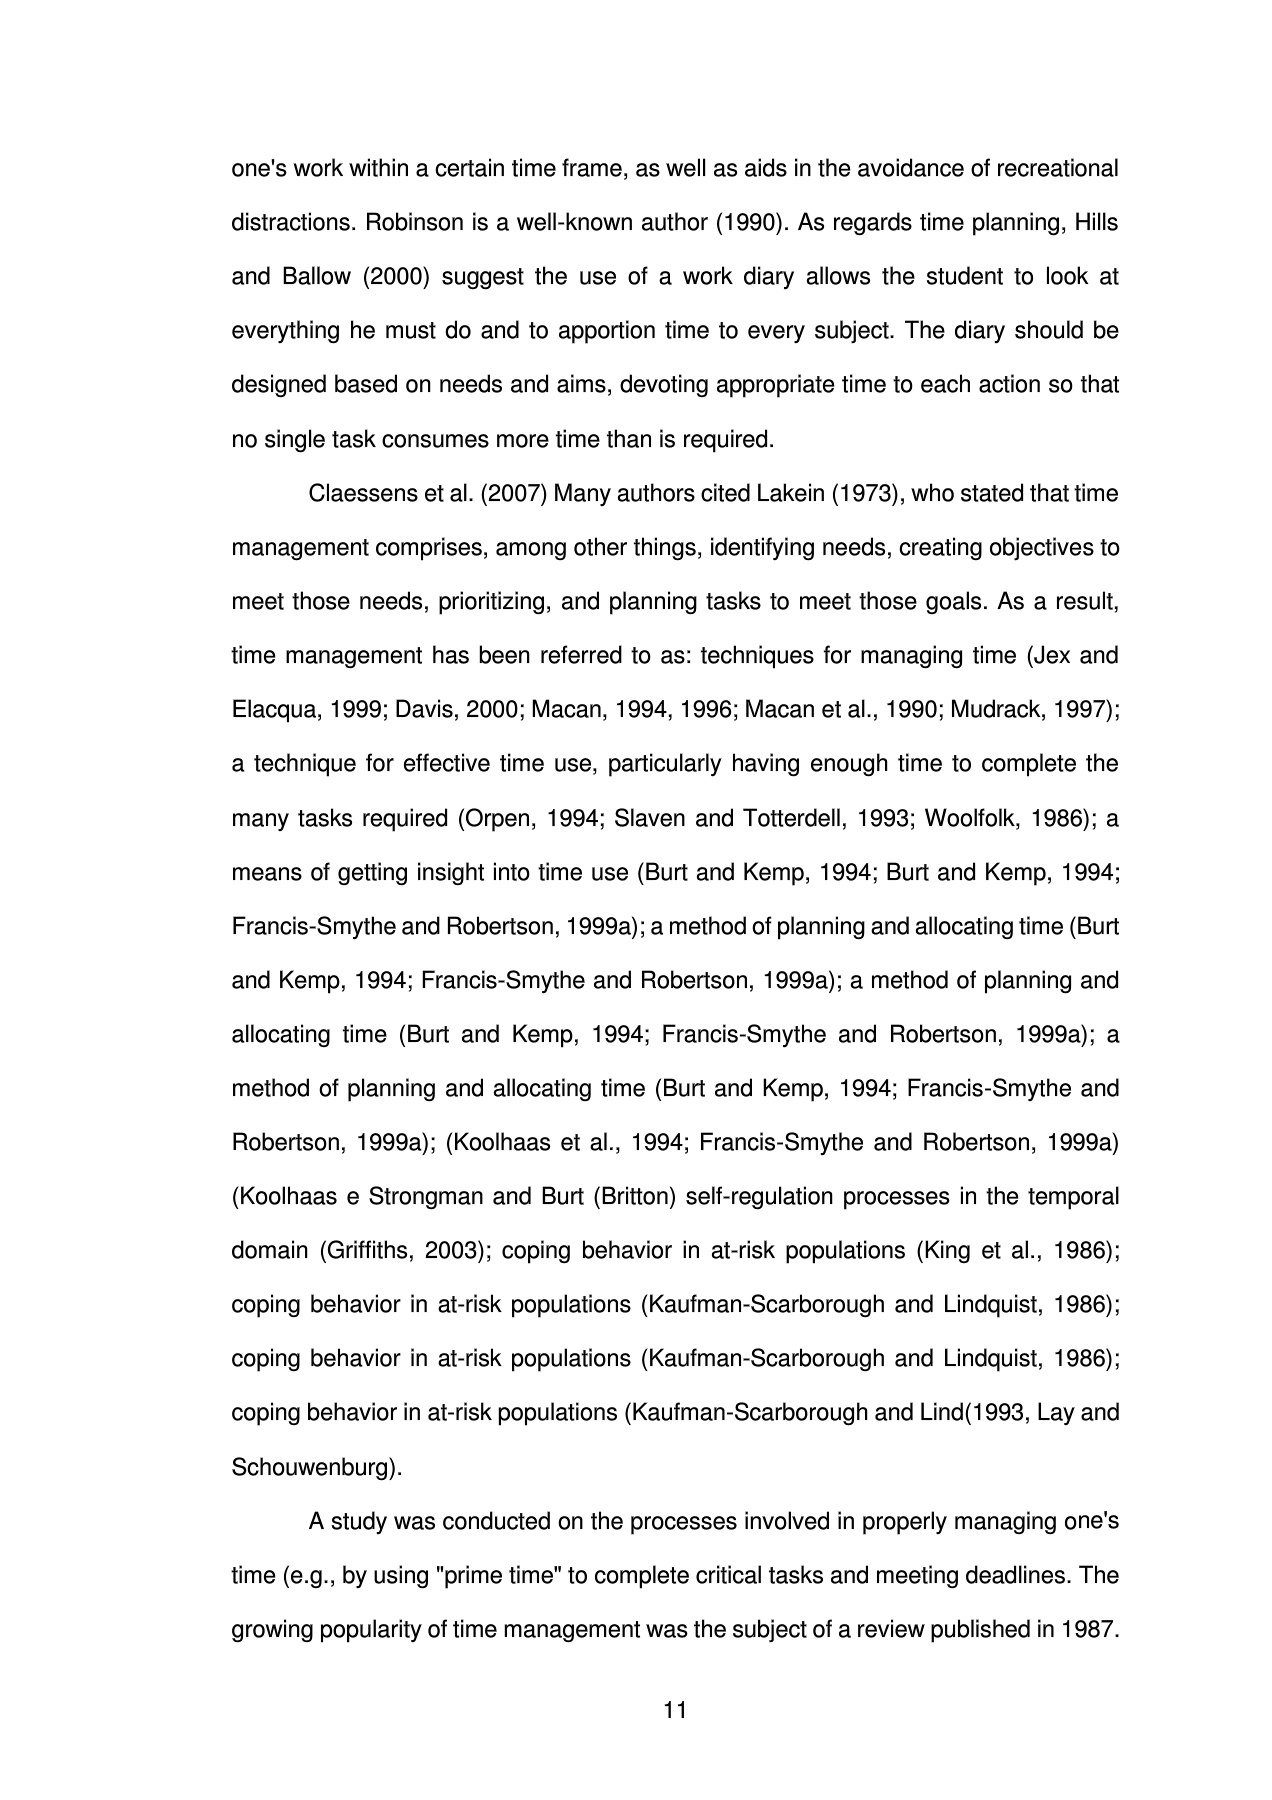 one's work within a certain time frame, as well as aids in the avoidance of recreational
distractions. Robinson is a well-known author (1990). As regards time planning, Hills
and Ballow (2000) suggest the use of a work diary allows the student to look at
everything he must do and to apportion time to every subject. The diary should be
designed based on needs and aims, devoting appropriate time to each action so that
no single task consumes more time than is required.
Claessens et al. (2007) Many authors cited Lakein (1973), who stated that time
management comprises, among other things, identifying needs, creating objectives to
meet those needs, prioritizing, and planning tasks to meet those goals. As a result,
time management has been referred to as: techniques for managing time (Jex and
Elacqua, 1999; Davis, 2000; Macan, 1994, 1996; Macan et al., 1990; Mudrack, 1997);
a technique for effective time use, particularly having enough time to complete the
many tasks required (Orpen, 1994; Slaven and Totterdell, 1993; Woolfolk, 1986); a
means of getting insight into time use (Burt and Kemp, 1994; Burt and Kemp, 1994;
Francis-Smythe and Robertson, 1999a); a method of planning and allocating time (Burt
and Kemp, 1994; Francis-Smythe and Robertson, 1999a); a method of planning and
allocating time (Burt and Kemp, 1994; Francis-Smythe and Robertson, 1999a); a
method of planning and allocating time (Burt and Kemp, 1994; Francis-Smythe and
Robertson, 1999a); (Koolhaas et al., 1994; Francis-Smythe and Robertson, 1999a)
(Koolhaas e Strongman and Burt (Britton) self-regulation processes in the temporal
domain (Griffiths, 2003); coping behavior in at-risk populations (King et al., 1986);
coping behavior in at-risk populations (Kaufman-Scarborough and Lindquist, 1986);
coping behavior in at-risk populations (Kaufman-Scarborough and Lindquist, 1986);
coping behavior in at-risk populations (Kaufman-Scarborough and Lind(1993, Lay and
Schouwenburg).
A study was conducted on the processes involved in properly managing one's
time (e.g., by using "prime time" to complete critical tasks and meeting deadlines. The
growing popularity of time management was the subject of a review published in 1987.
11